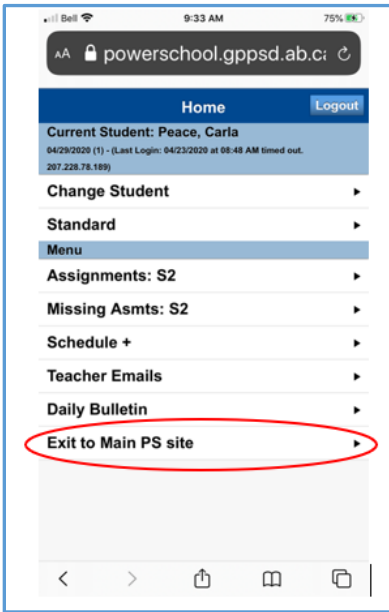 Bell 9:33 AM 75%
AA powerschool.gppsd.ab.ca
Home Logout
Current Student: Peace, Carla
04/29/2020 (1) - (Last Login: 04/23/2020 at 08:48 AM timed out.
207.228.78.189)
Change Student
Standard
Menu
Assignments: S2
Missing Asmts: S2
Schedule +
Teacher Emails
Daily Bulletin
Exit to Main PS site